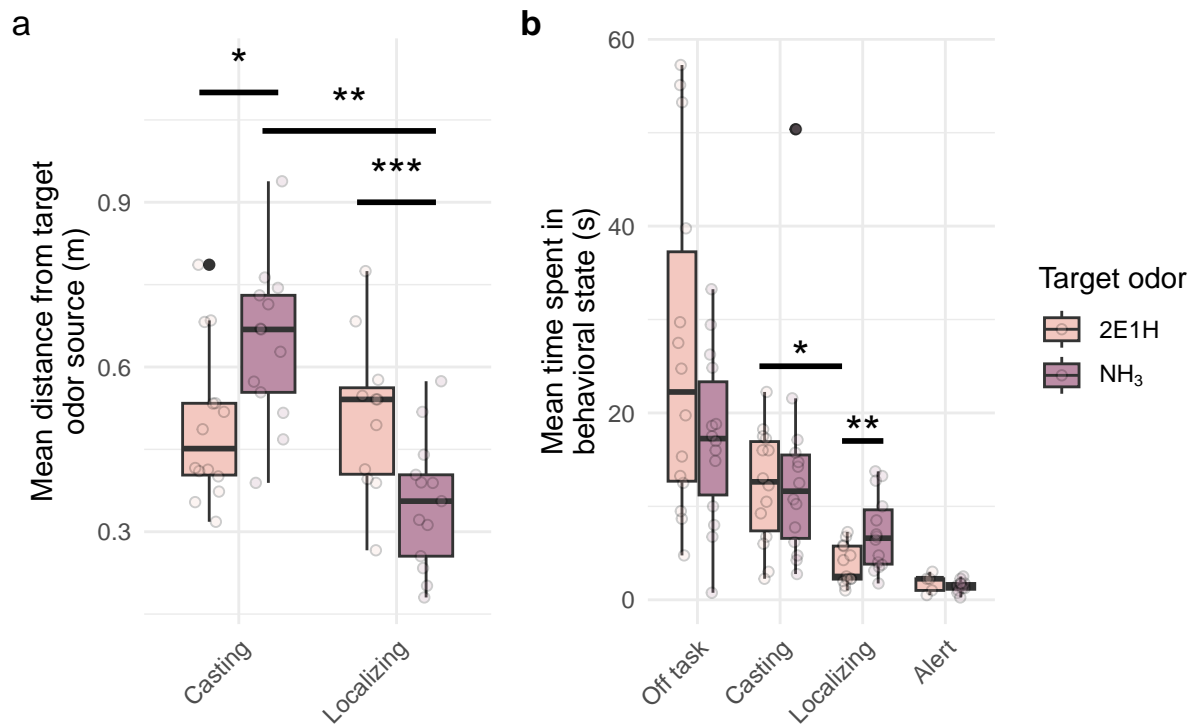 a
*
**
***
Mean distance from target
odor source (m)
0.9
0.6
0.3
Casting
Localizing
b
60
40
20
0
Mean time spent in
behavioral state (s)
*
**
Off task
Casting
Localizing
Alert
Target odor
2E1H
NH₃